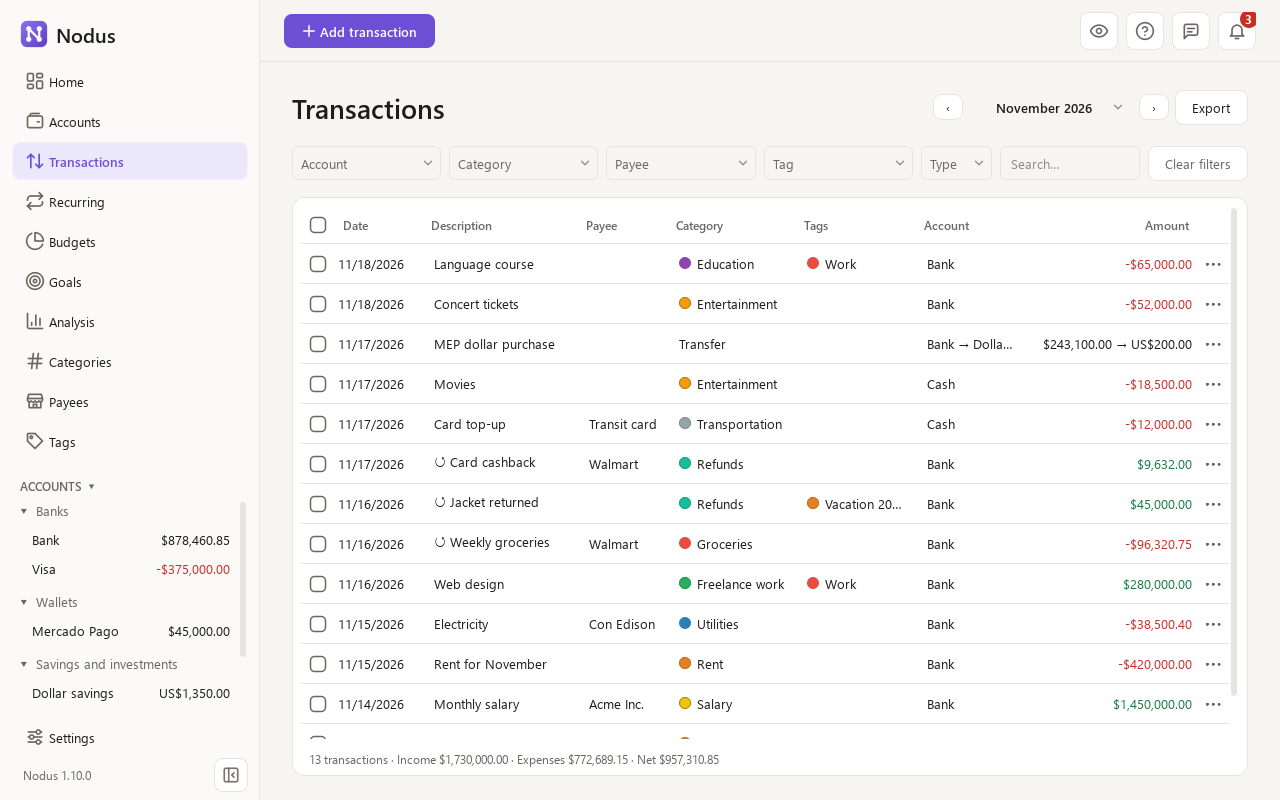 Nodus
Add transaction
3
Home
Accounts
Transactions
Recurring
Budgets
Goals
Analysis
Categories
Payees
Tags
ACCOUNTS
Banks
Bank $878,460.85
Visa -$375,000.00
Wallets
Mercado Pago $45,000.00
Savings and investments
Dollar savings US$1,350.00
Settings
Nodus 1.10.0
Transactions
November 2026
Export
Account Category Payee Tag Type Search... Clear filters
Date Description Payee Category Tags Account Amount
11/18/2026 Language course Education Work Bank -$65,000.00
11/18/2026 Concert tickets Entertainment Bank -$52,000.00
11/17/2026 MEP dollar purchase Transfer Bank → Dolla... $243,100.00 → US$200.00
11/17/2026 Movies Entertainment Cash -$18,500.00
11/17/2026 Card top-up Transit card Transportation Cash -$12,000.00
11/17/2026 Card cashback Walmart Refunds Bank $9,632.00
11/16/2026 Jacket returned Refunds Vacation 20... Bank $45,000.00
11/16/2026 Weekly groceries Walmart Groceries Bank -$96,320.75
11/16/2026 Web design Freelance work Work Bank $280,000.00
11/15/2026 Electricity Con Edison Utilities Bank -$38,500.40
11/15/2026 Rent for November Rent Bank -$420,000.00
11/14/2026 Monthly salary Acme Inc. Salary Bank $1,450,000.00
13 transactions · Income $1,730,000.00 · Expenses $772,689.15 · Net $957,310.85